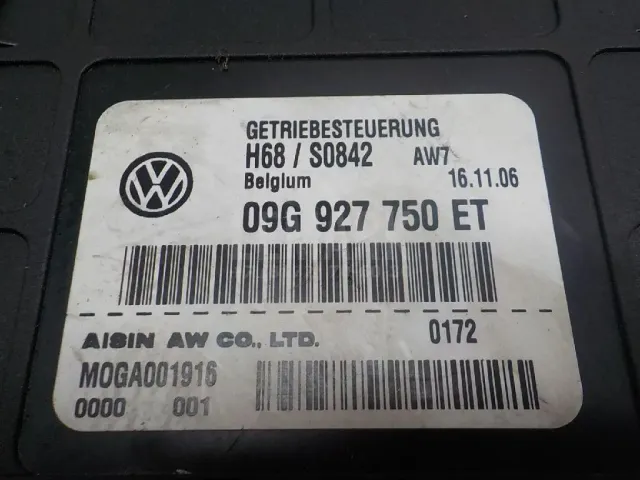 GETRIEBESTEUERUNG
H68 / S0842 AW7
Belgium 16.11.06
09G 927 750 ET
AISIN AW CO., LTD. 0172
MOGA001916
0000 001